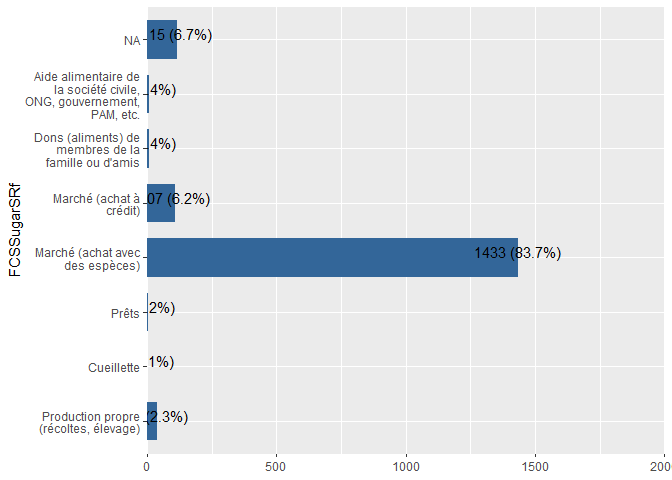 FCSSugarSRf
NA
15 (6.7%)
Aide alimentaire de
la société civile,
ONG, gouvernement,
PAM, etc.
4%)
Dons (aliments) de
membres de la
famille ou d'amis
4%)
Marché (achat à
crédit)
07 (6.2%)
Marché (achat avec
des espèces)
1433 (83.7%)
Prêts
2%)
Cueillette
1%)
Production propre
(récoltes, élevage)
(2.3%)
0 500 1000 1500 200